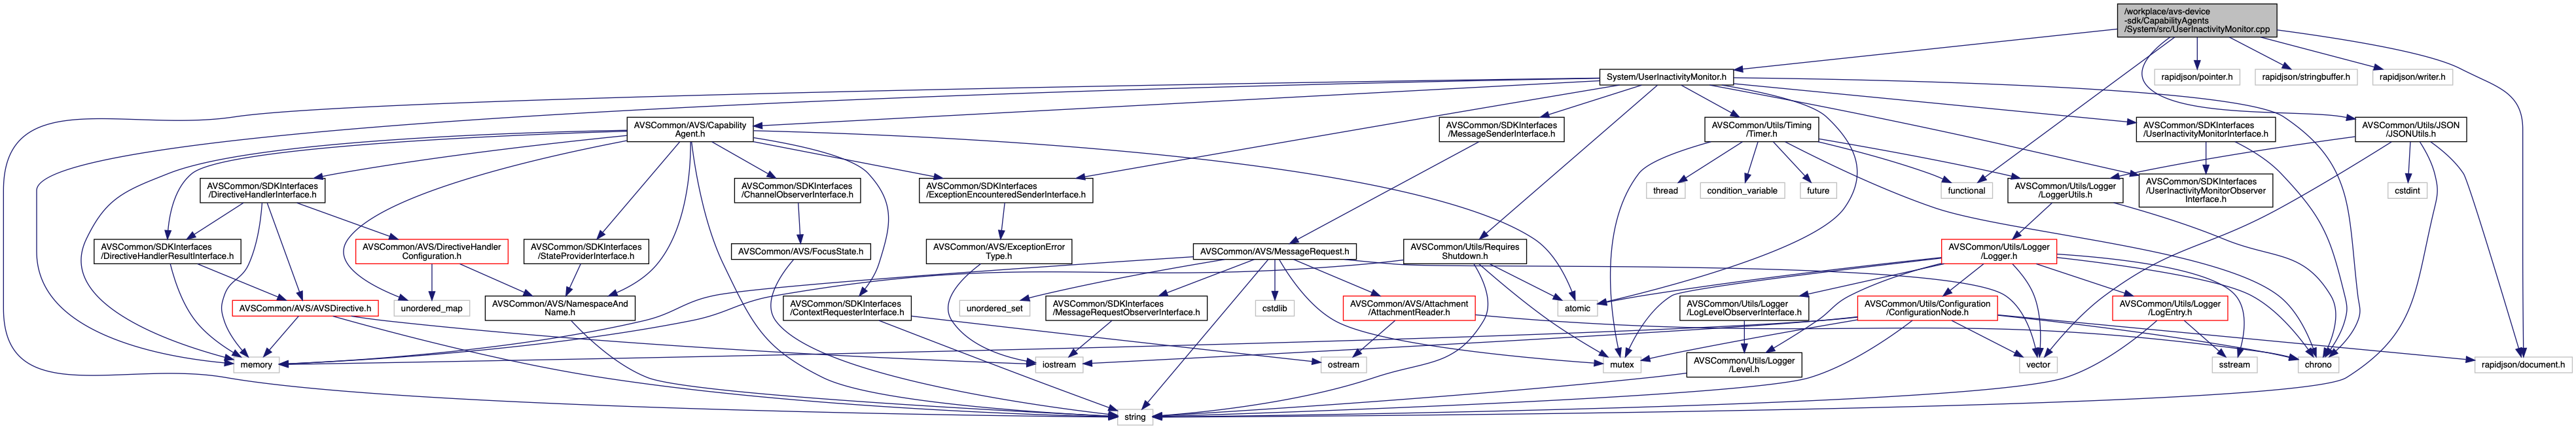 /workplace/avs-device
-sdk/CapabilityAgents
/System/src/UserInactivityMonitor.cpp
System/UserInactivityMonitor.h
rapidjson/pointer.h
rapidjson/stringbuffer.h
rapidjson/writer.h
AVSCommon/AVS/Capability
Agent.h
AVSCommon/SDKInterfaces
/MessageSenderInterface.h
AVSCommon/Utils/Timing
/Timer.h
AVSCommon/SDKInterfaces
/UserInactivityMonitorInterface.h
AVSCommon/Utils/JSON
/JSONUtils.h
AVSCommon/SDKInterfaces
/DirectiveHandlerInterface.h
AVSCommon/SDKInterfaces
/ChannelObserverInterface.h
AVSCommon/SDKInterfaces
/ExceptionEncounteredSenderInterface.h
thread
condition_variable
future
functional
AVSCommon/Utils/Logger
/LoggerUtils.h
AVSCommon/SDKInterfaces
/UserInactivityMonitorObserver
Interface.h
cstdint
AVSCommon/SDKInterfaces
/DirectiveHandlerResultInterface.h
AVSCommon/AVS/DirectiveHandler
Configuration.h
AVSCommon/SDKInterfaces
/StateProviderInterface.h
AVSCommon/AVS/FocusState.h
AVSCommon/AVS/ExceptionError
Type.h
AVSCommon/AVS/MessageRequest.h
AVSCommon/Utils/Requires
Shutdown.h
AVSCommon/Utils/Logger
/Logger.h
AVSCommon/AVS/AVSDirective.h
unordered_map
AVSCommon/AVS/NamespaceAnd
Name.h
AVSCommon/SDKInterfaces
/ContextRequesterInterface.h
unordered_set
AVSCommon/SDKInterfaces
/MessageRequestObserverInterface.h
cstdlib
AVSCommon/AVS/Attachment
/AttachmentReader.h
atomic
AVSCommon/Utils/Logger
/LogLevelObserverInterface.h
AVSCommon/Utils/Configuration
/ConfigurationNode.h
AVSCommon/Utils/Logger
/LogEntry.h
memory
iostream
ostream
mutex
AVSCommon/Utils/Logger
/Level.h
vector
sstream
chrono
rapidjson/document.h
string